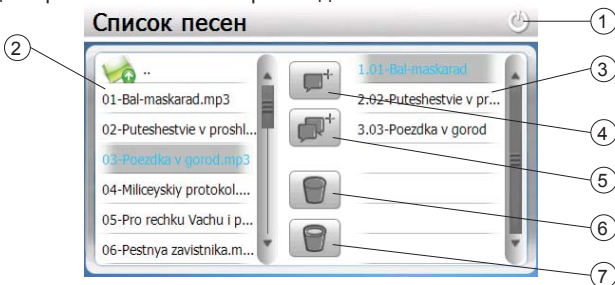 Список песен
1
2
..
01-Bal-maskarad.mp3
02-Puteshestvie v proshl...
03-Poezdka v gorod.mp3
04-Miliceyskiy protokol....
05-Pro rechku Vachu i p...
06-Pestnya zavistnika.m...
1.01-Bal-maskarad
2.02-Puteshestvie v pr...
3.03-Poezdka v gorod
3
4
5
6
7